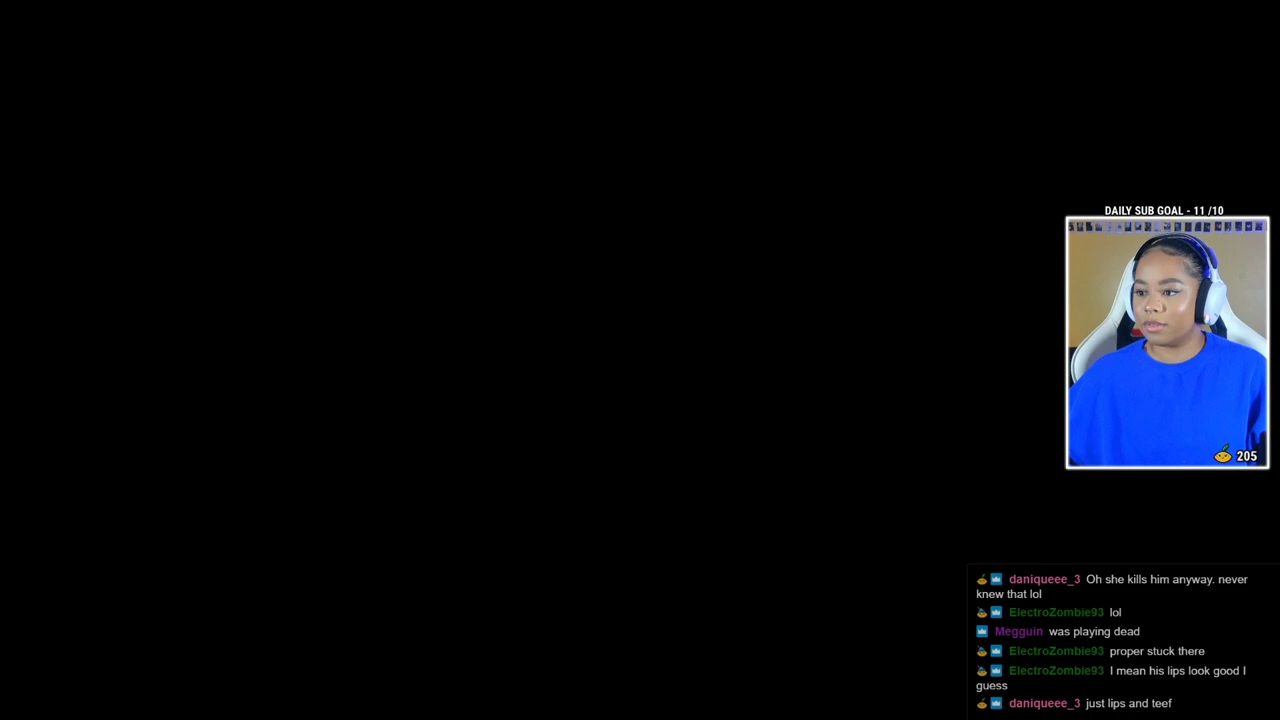 DAILY SUB GOAL - 11 /10
205
daniqueee_3 Oh she kills him anyway. never
knew that lol
ElectroZombie93 lol
Megguin was playing dead
ElectroZombie93 proper stuck there
ElectroZombie93 I mean his lips look good I
guess
daniqueee_3 just lips and teef